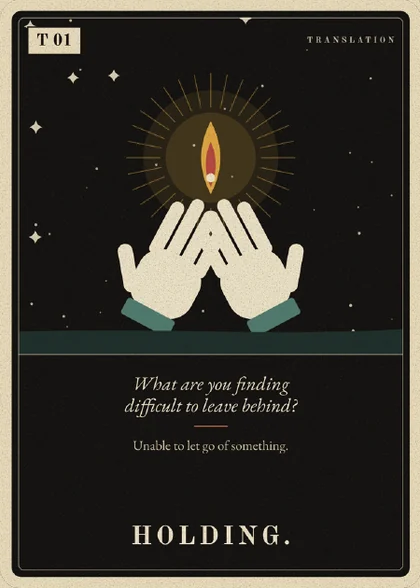 T 01
TRANSLATION
What are you finding
difficult to leave behind?
Unable to let go of something.
HOLDING.